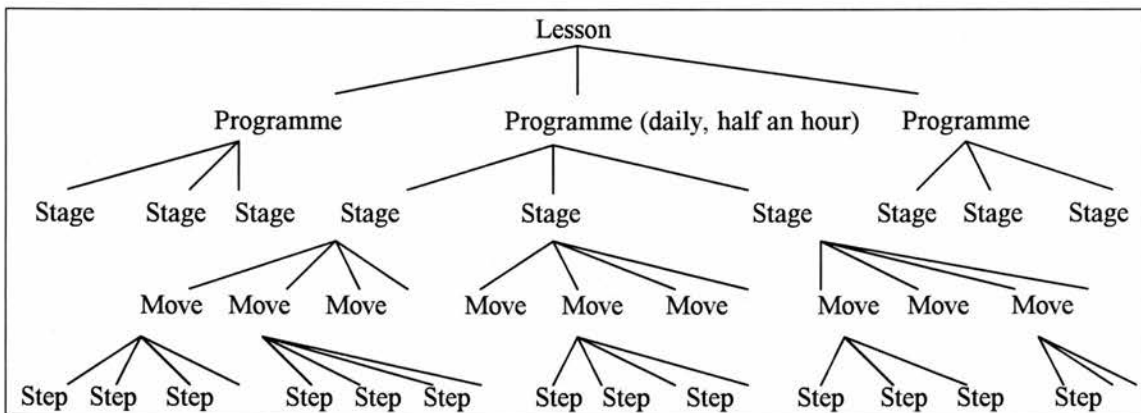 Lesson
Programme Programme (daily, half an hour) Programme
Stage Stage Stage Stage Stage Stage Stage Stage Stage
Move Move Move Move Move Move Move Move Move
Step Step Step Step Step Step Step Step Step Step Step Step Step